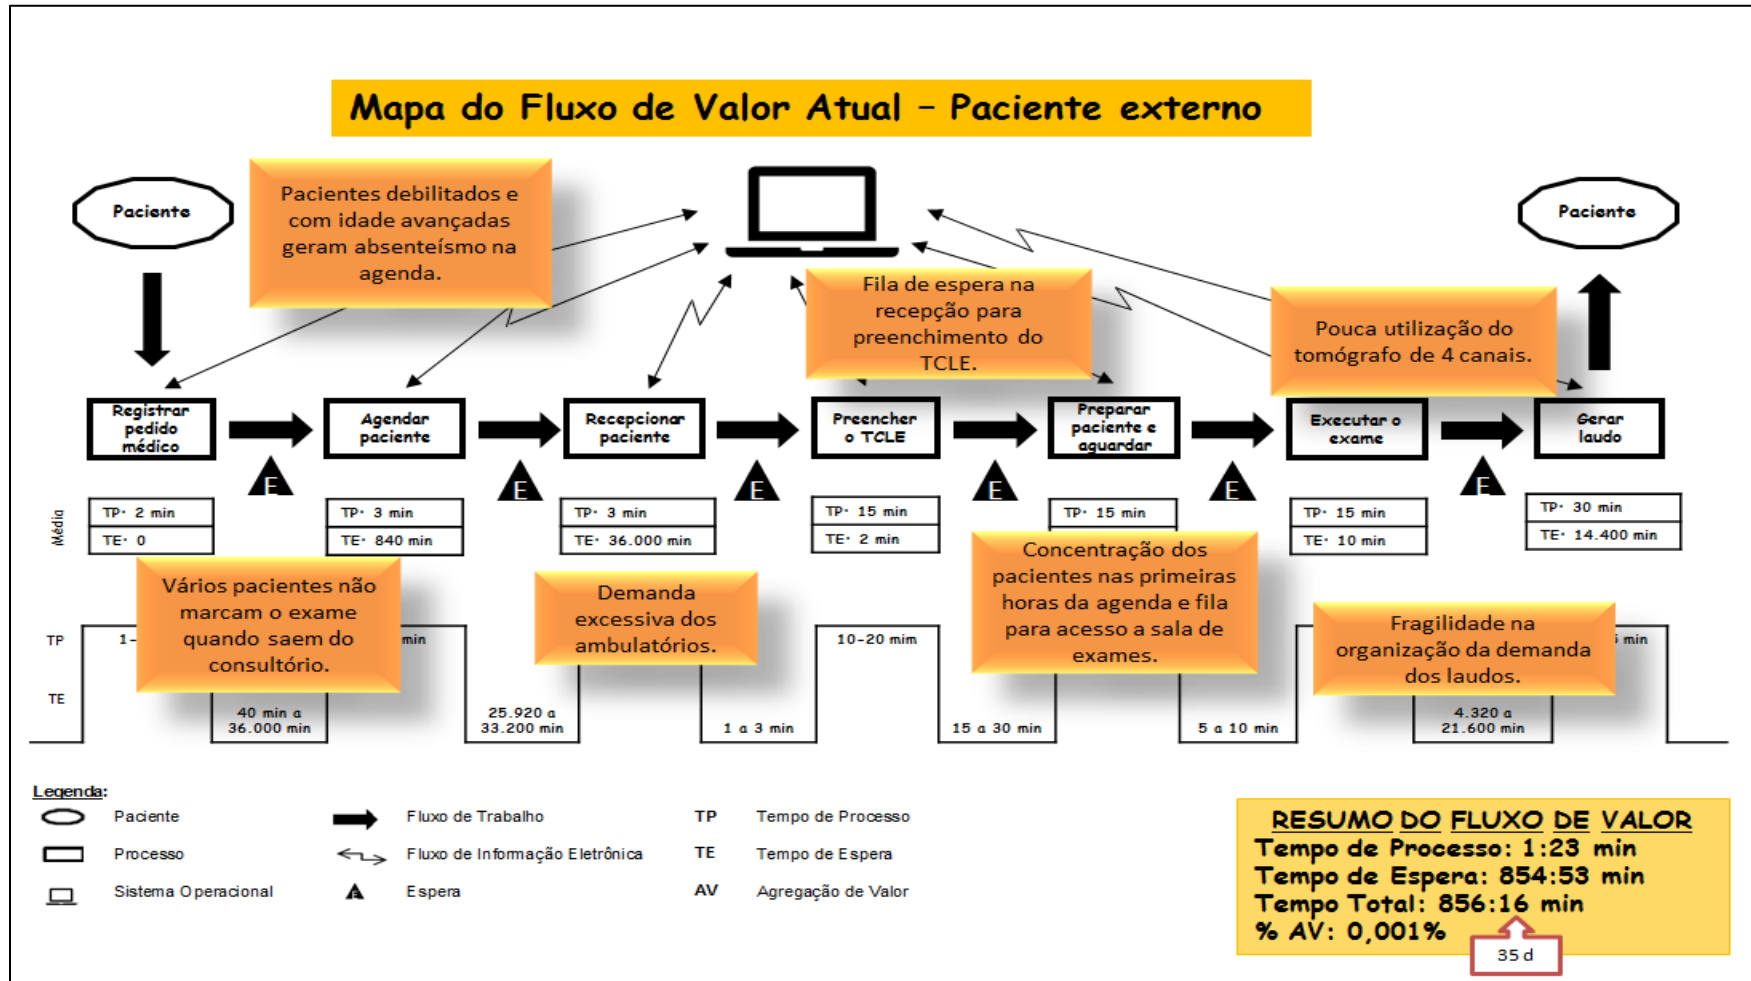 Mapa do Fluxo de Valor Atual – Paciente externo
Paciente
Pacientes debilitados e
com idade avançadas
geram absenteísmo na
agenda.
Paciente
Fila de espera na
recepção para
preenchimento do
TCLE.
Pouca utilização do
tomógrafo de 4 canais.
Registrar
pedido
médico
Agendar
paciente
Recepcionar
paciente
Preencher
o TCLE
Preparar
paciente e
aguardar
Executar o
exame
Gerar
laudo
E
E
E
E
E
E
Média
TP· 2 min
TE· 0
TP· 3 min
TE· 840 min
TP· 3 min
TE· 36.000 min
TP· 15 min
TE· 2 min
TP· 15 min
TP· 15 min
TE· 10 min
TP· 30 min
TE· 14.400 min
Vários pacientes não
marcam o exame
quando saem do
consultório.
Demanda
excessiva dos
ambulatórios.
Concentração dos
pacientes nas primeiras
horas da agenda e fila
para acesso a sala de
exames.
Fragilidade na
organização da demanda
dos laudos.
TP
1-
min
10-20 mim
min
TE
40 min a
36.000 min
25.920 a
33.200 min
1 a 3 min
15 a 30 min
5 a 10 min
4.320 a
21.600 min
Legenda:
Paciente
Fluxo de Trabalho
TP Tempo de Processo
Processo
Fluxo de Informação Eletrônica
TE Tempo de Espera
Sistema Operacional
E
Espera
AV Agregação de Valor
RESUMO DO FLUXO DE VALOR
Tempo de Processo: 1:23 min
Tempo de Espera: 854:53 min
Tempo Total: 856:16 min
% AV: 0,001%
35 d